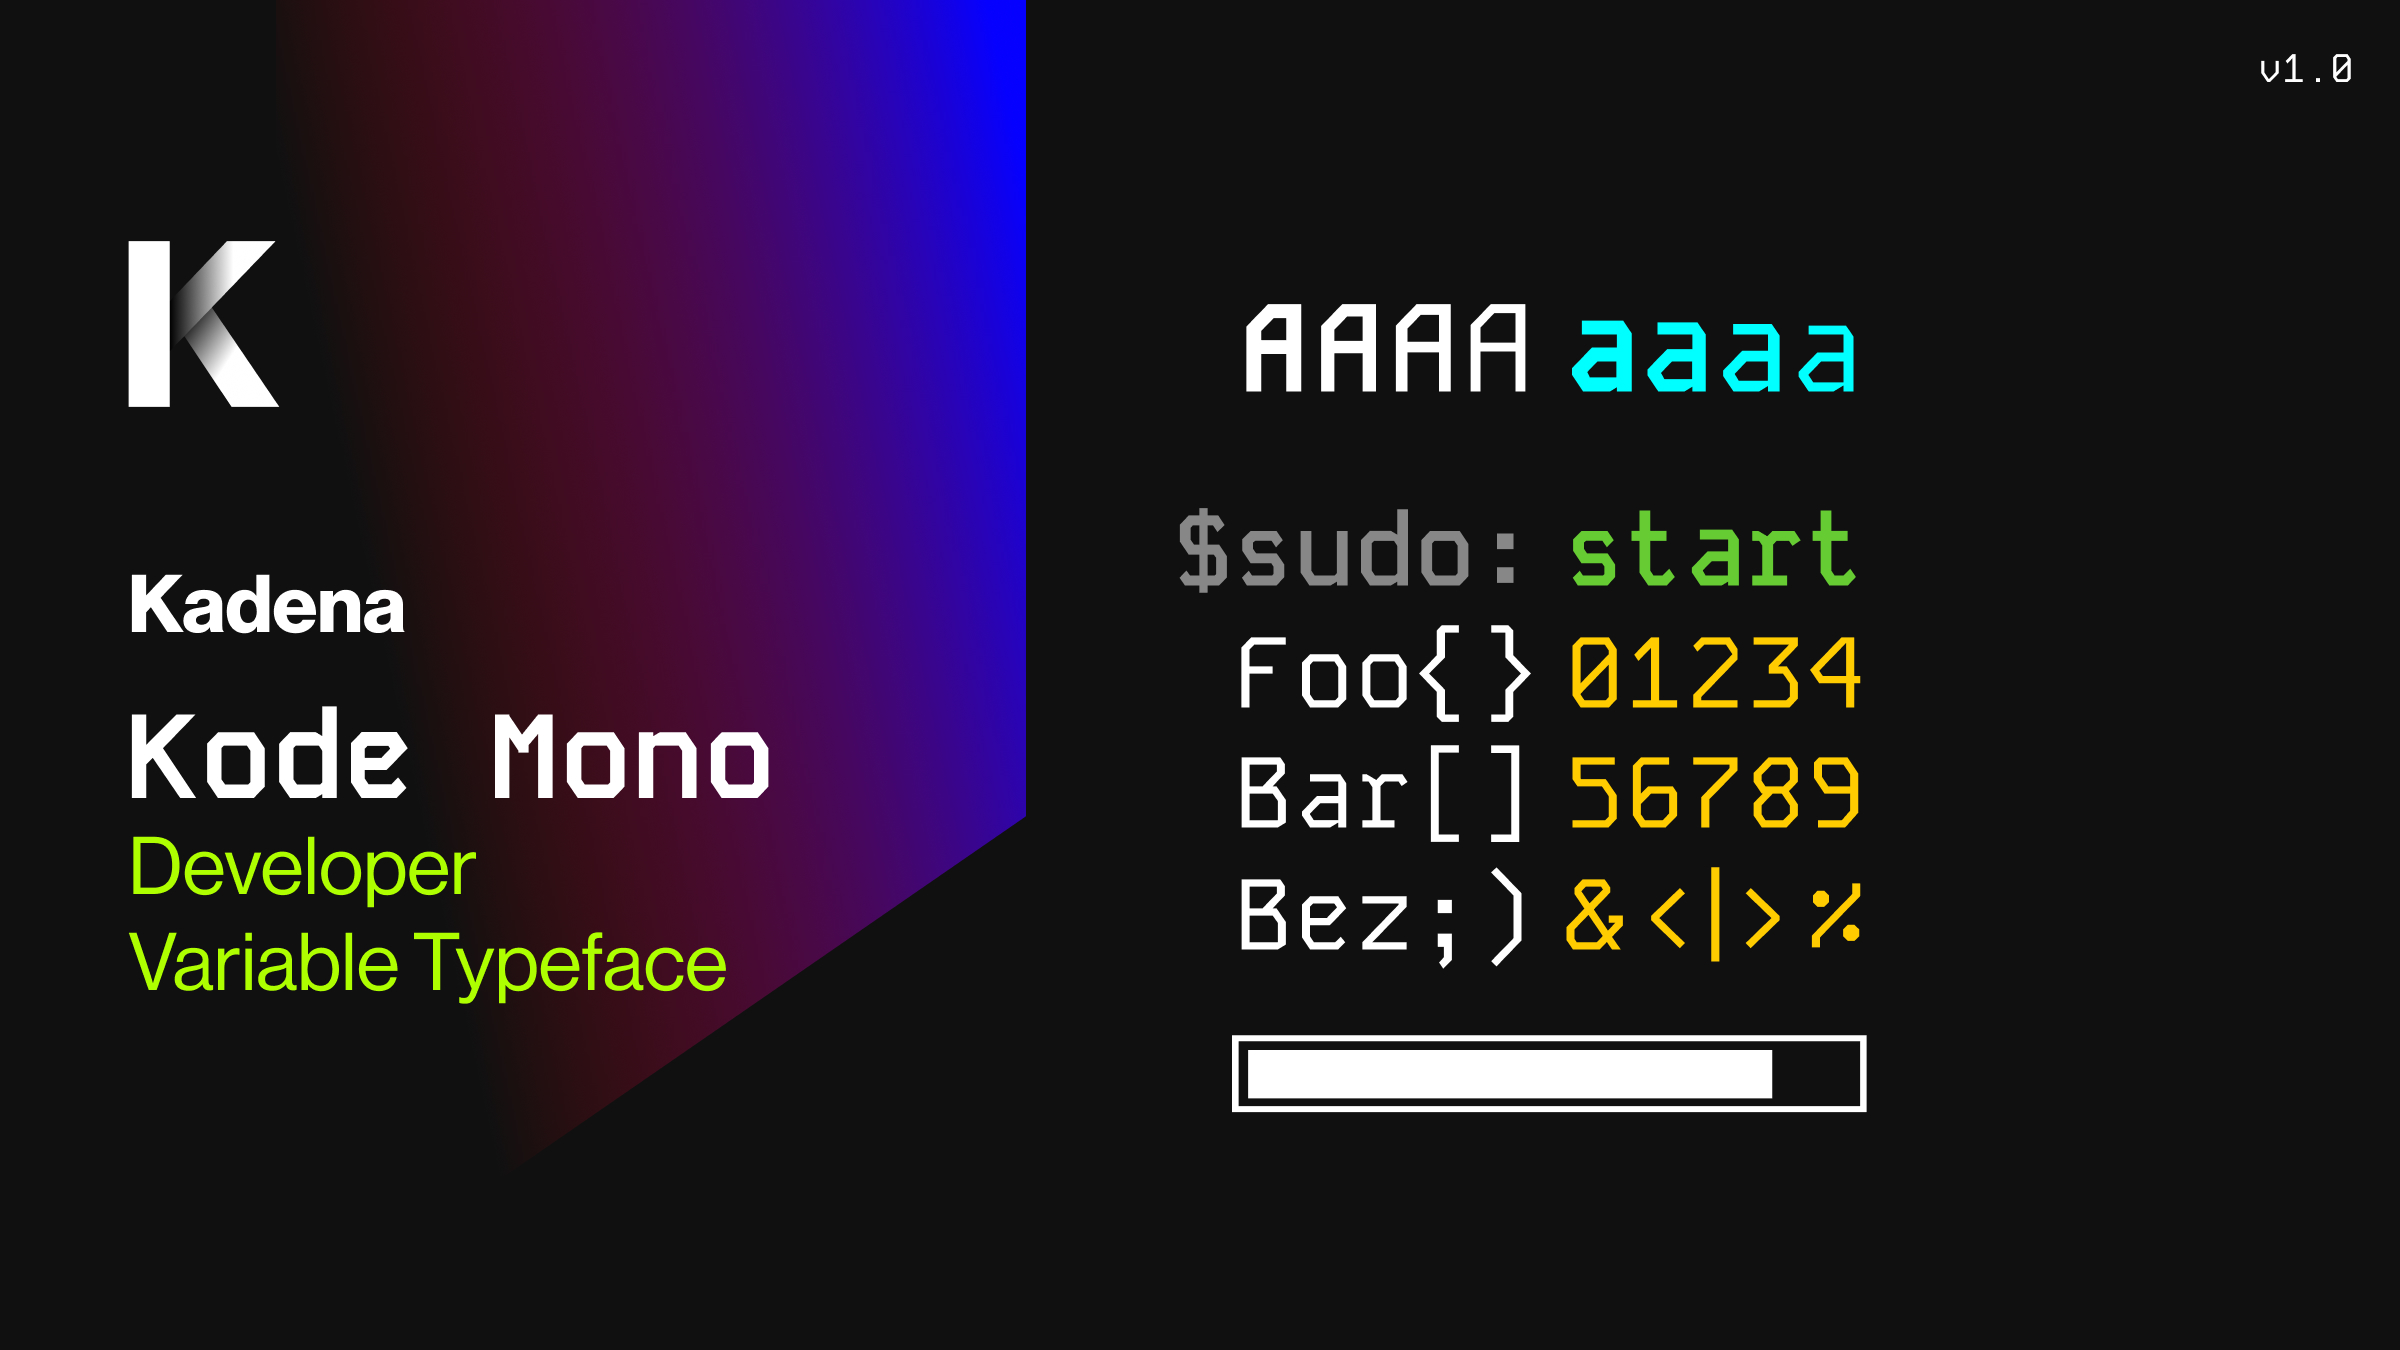 v1.0
K
Kadena
Kode Mono
Developer
Variable Typeface
AAAA aaaa
$sudo: start
Foo{} 01234
Bar[] 56789
Bez;) &<|>%